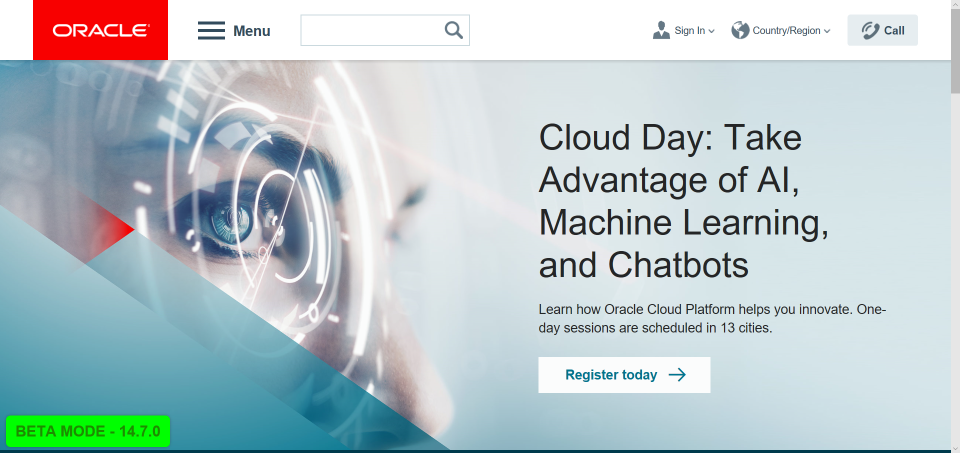 ORACLE
Menu
Sign In
Country/Region
Call
Cloud Day: Take
Advantage of AI,
Machine Learning,
and Chatbots
Learn how Oracle Cloud Platform helps you innovate. One-
day sessions are scheduled in 13 cities.
Register today
BETA MODE - 14.7.0